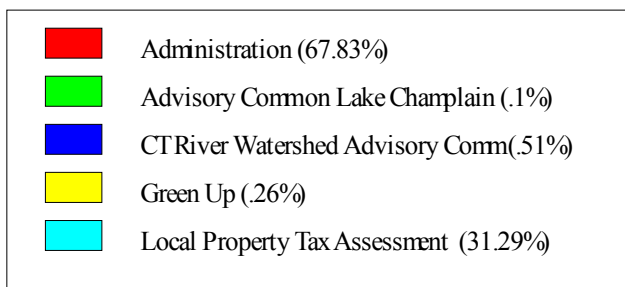 Administration (67.83%)
Advisory Common Lake Champlain (.1%)
CT River Watershed Advisory Comm(.51%)
Green Up (.26%)
Local Property Tax Assessment (31.29%)